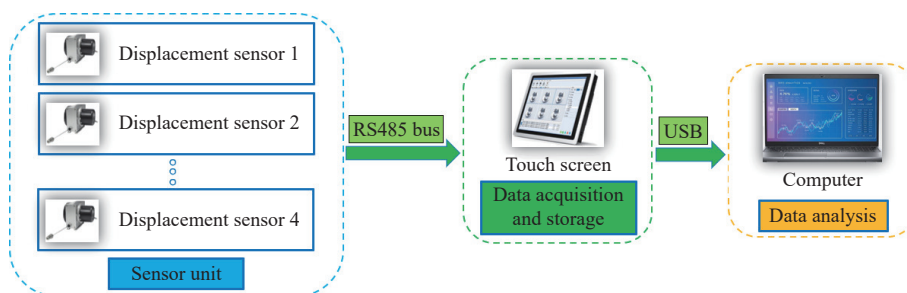 Displacement sensor 1
Displacement sensor 2
Displacement sensor 4
Sensor unit
RS485 bus
Touch screen
Data acquisition
and storage
USB
Computer
Data analysis